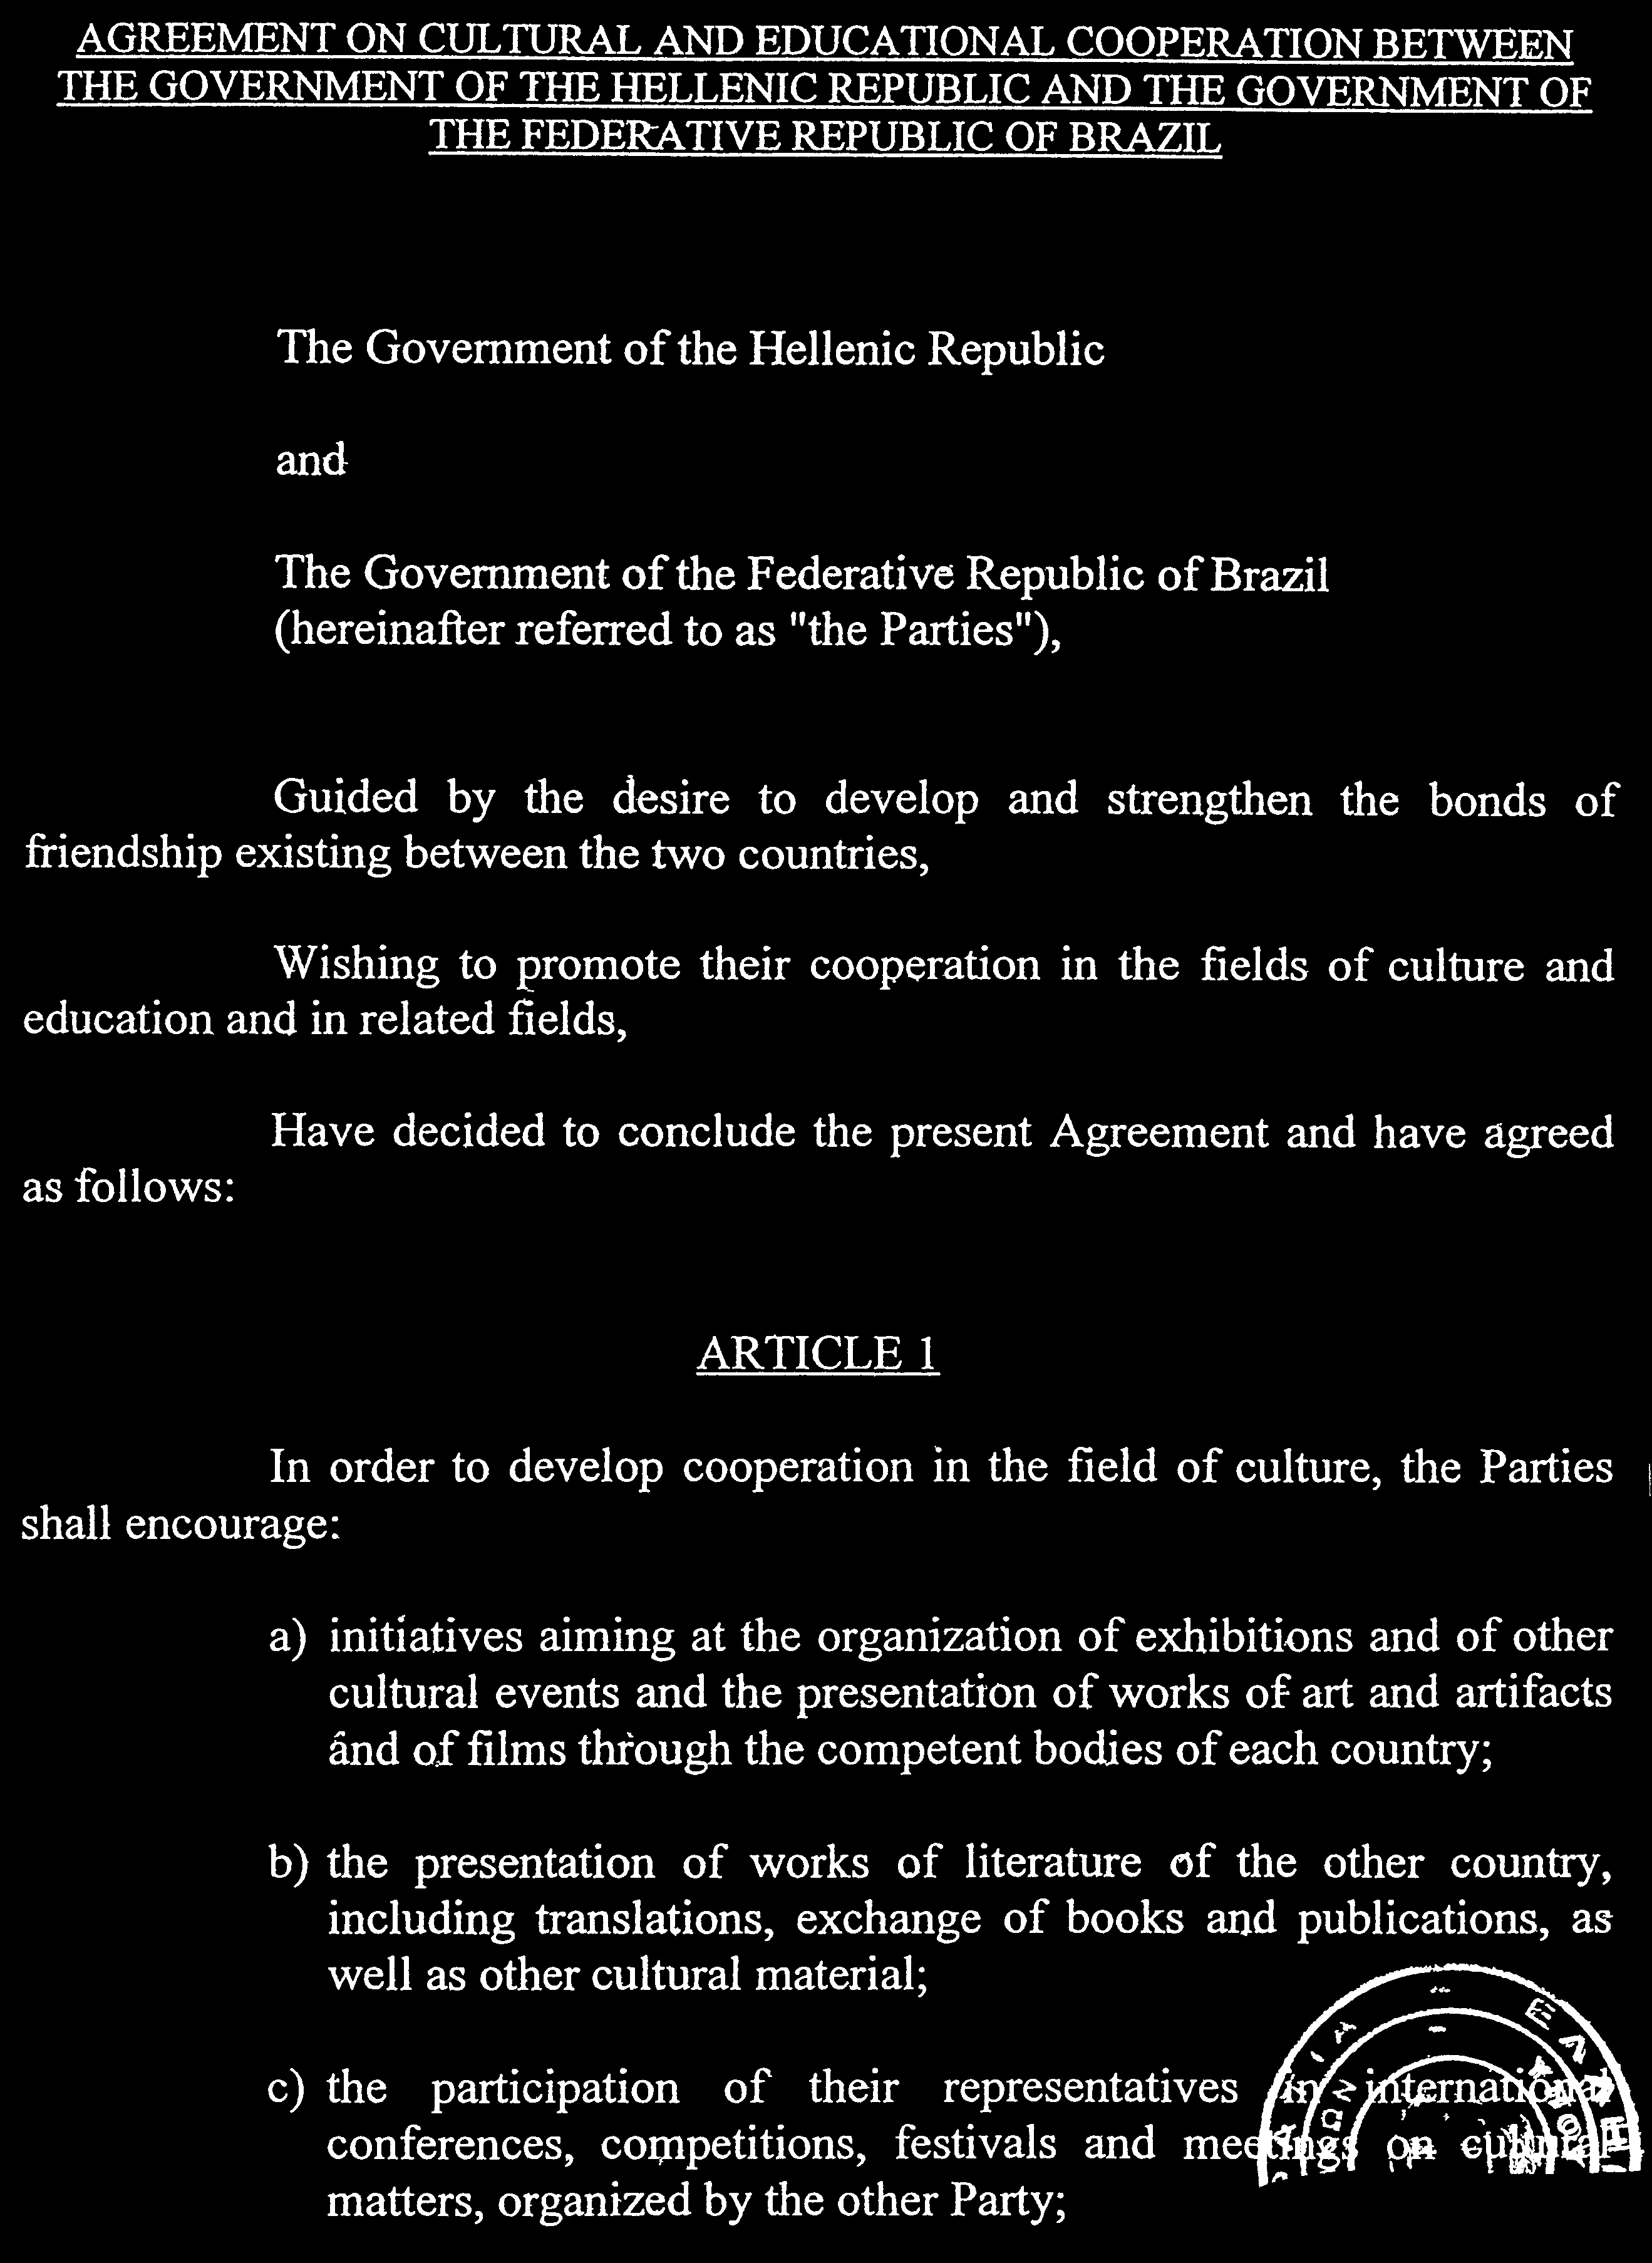 AGREEMENT ON CULTURAL AND EDUCATIONAL COOPERATION BETWEEN
THE GOVERNMENT OF THE HELLENIC REPUBLIC AND THE GOVERNMENT OF
THE FEDERATIVE REPUBLIC OF BRAZIL
The Government of the Hellenic Republic
and
The Government of the Federative Republic of Brazil
(hereinafter referred to as "the Parties"),
Guided by the desire to develop and strengthen the bonds of
friendship existing between the two countries,
Wishing to promote their cooperation in the fields of culture and
education and in related fields,
Have decided to conclude the present Agreement and have agreed
as follows:
ARTICLE 1
In order to develop cooperation in the field of culture, the Parties
shall encourage:
a) initiatives aiming at the organization of exhibitions and of other
cultural events and the presentation of works of art and artifacts
and of films through the competent bodies of each country;
b) the presentation of works of literature of the other country,
including translations, exchange of books and publications, as
well as other cultural material;
c) the participation of their representatives in international
conferences, competitions, festivals and meetings on cultural
matters, organized by the other Party;